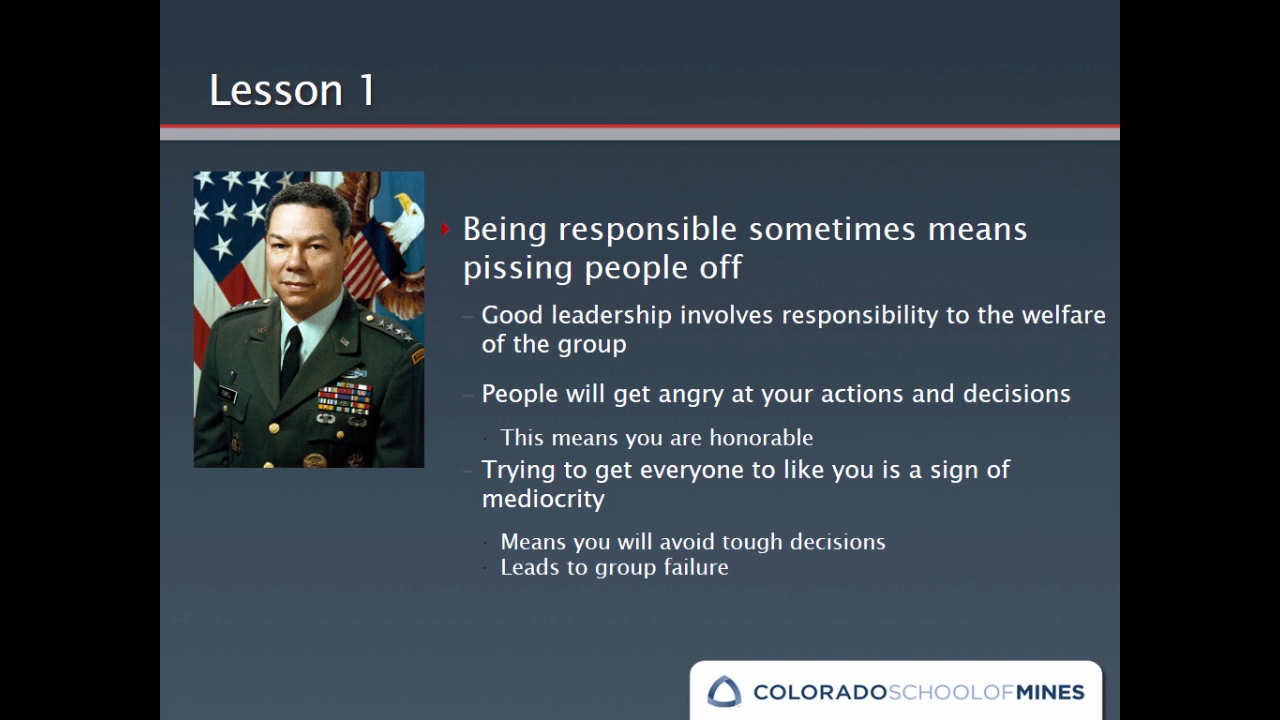 Lesson 1
Being responsible sometimes means
pissing people off
Good leadership involves responsibility to the welfare
of the group
People will get angry at your actions and decisions
This means you are honorable
Trying to get everyone to like you is a sign of
mediocrity
Means you will avoid tough decisions
Leads to group failure
COLORADOSCHOOLOFMINES